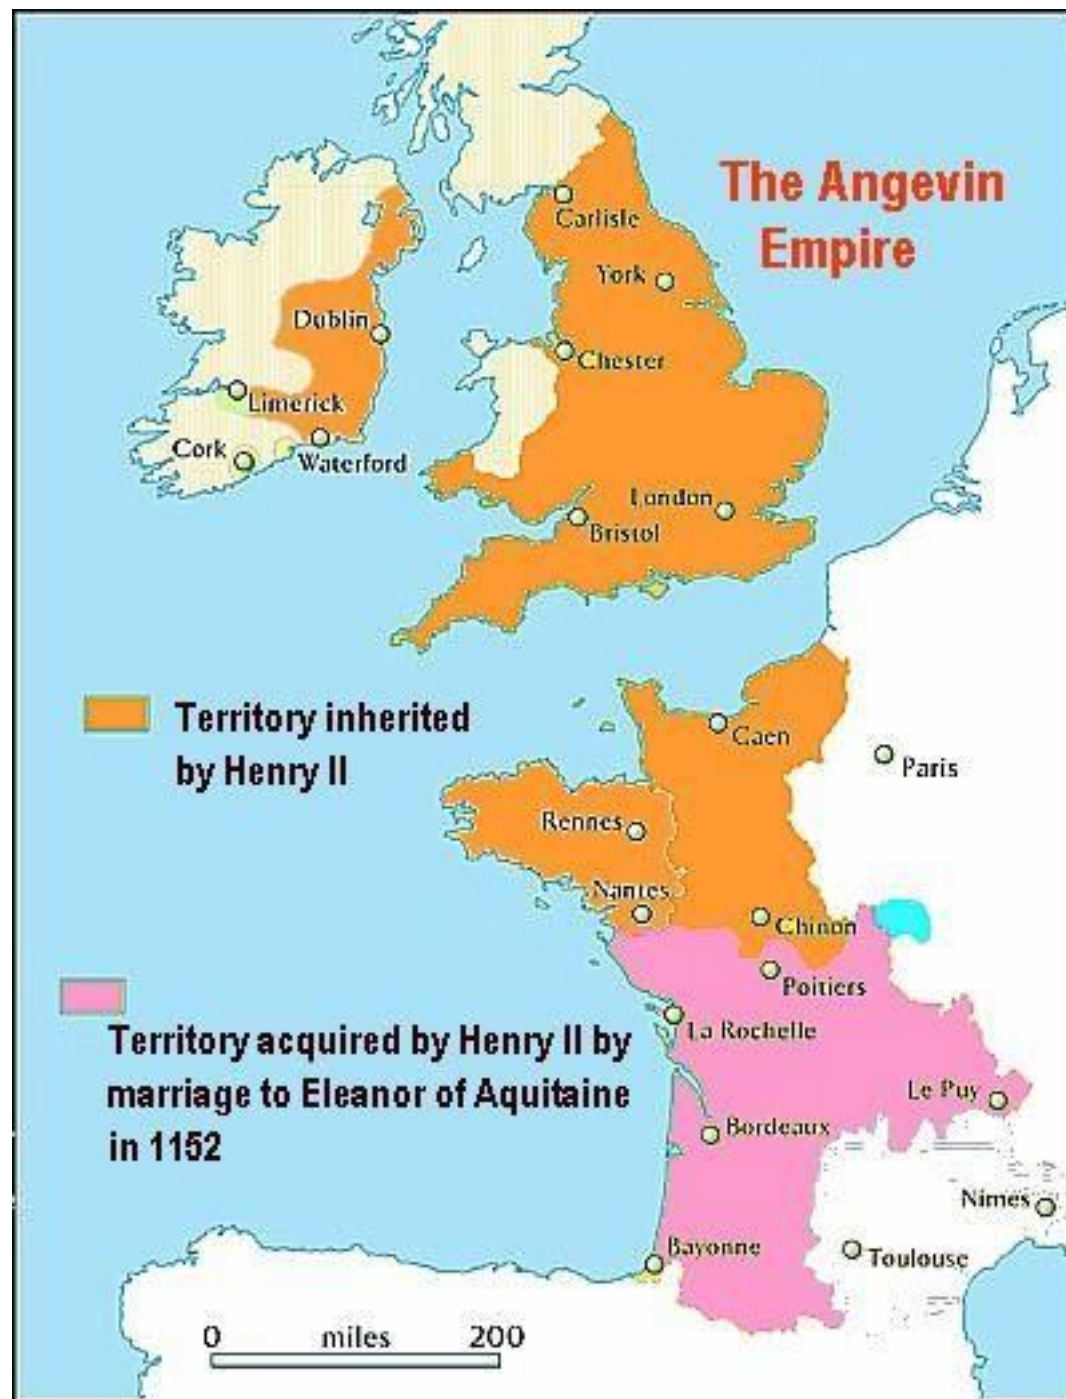 The Angevin
Empire
Carlisle
York
Dublin
Chester
Limerick
Cork
Waterford
London
Bristol
Territory inherited
by Henry II
Caen
Paris
Rennes
Nantes
Chinon
Poitiers
La Rochelle
Territory acquired by Henry II by
marriage to Eleanor of Aquitaine
in 1152
Le Puy
Bordeaux
Nimes
Bayonne
Toulouse
0 miles 200